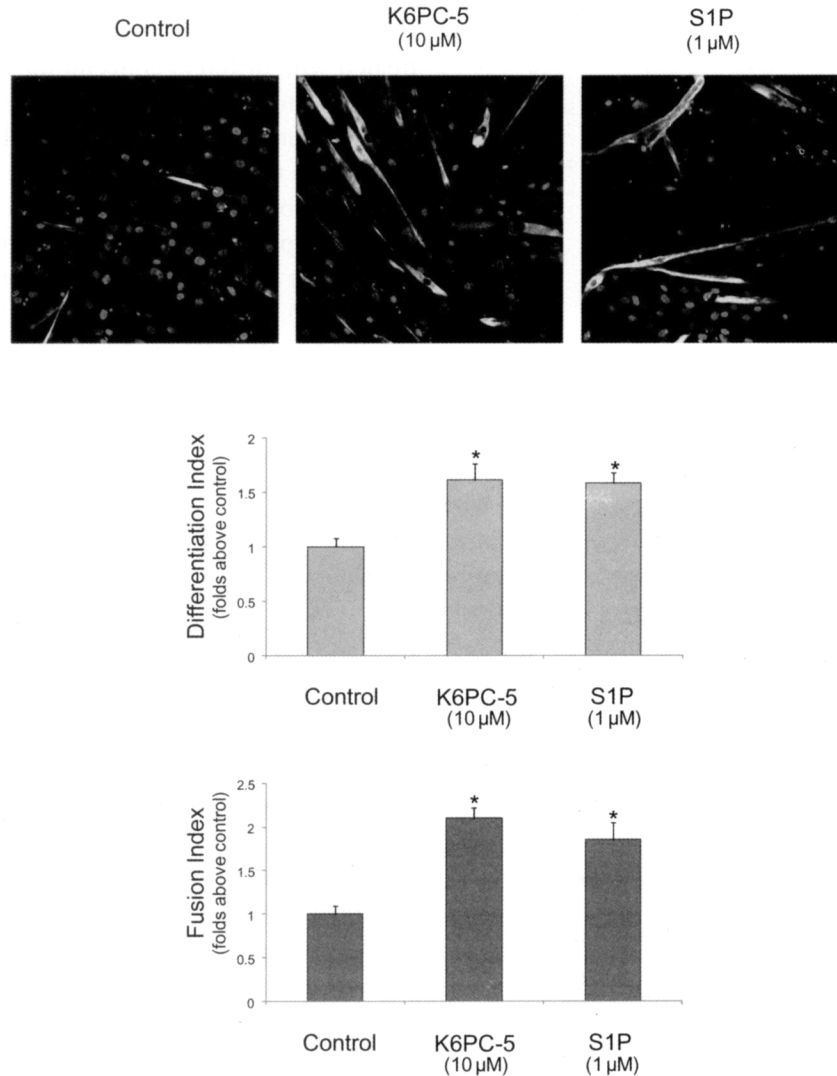 Control
K6PC-5
(10 µM)
S1P
(1 µM)
Differentiation Index
(folds above control)
2
1.5
1
0.5
0
*
*
Control
K6PC-5
(10 µM)
S1P
(1 µM)
Fusion Index
(folds above control)
2.5
2
1.5
1
0.5
0
*
*
Control
K6PC-5
(10 µM)
S1P
(1 µM)